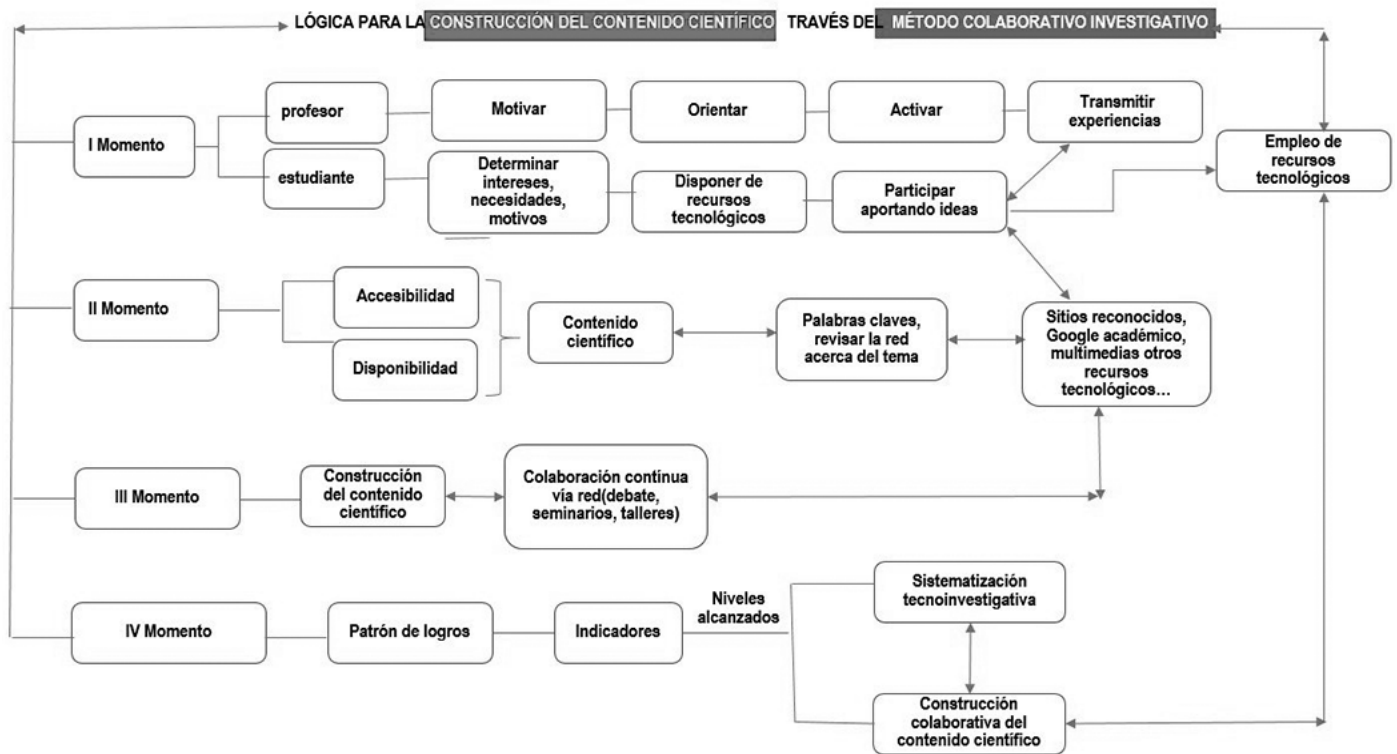 LÓGICA PARA LA CONSTRUCCIÓN DEL CONTENIDO CIENTÍFICO TRAVÉS DEL MÉTODO COLABORATIVO INVESTIGATIVO
I Momento
profesor
Motivar
Orientar
Activar
Transmitir
experiencias
estudiante
Determinar
intereses,
necesidades,
motivos
Disponer de
recursos
tecnológicos
Participar
aportando ideas
Empleo de
recursos
tecnológicos
II Momento
Accesibilidad
Disponibilidad
Contenido
científico
Palabras claves,
revisar la red
acerca del tema
Sitios reconocidos,
Google académico,
multimedias otros
recursos
tecnológicos...
III Momento
Construcción
del contenido
científico
Colaboración contínua
vía red(debate,
seminarios, talleres)
IV Momento
Patrón de logros
Indicadores
Niveles
alcanzados
Sistematización
tecnoinvestigativa
Construcción
colaborativa del
contenido científico